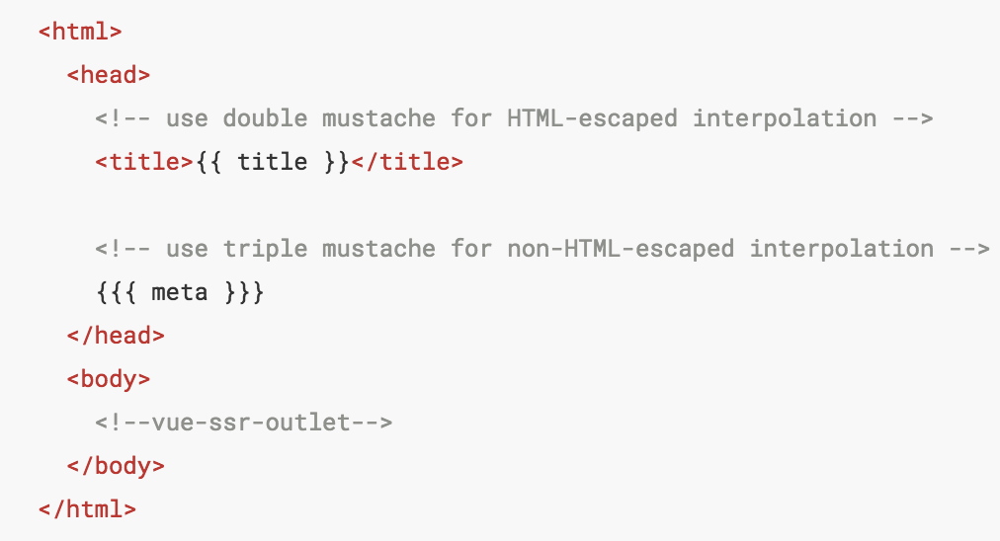 <html>
<head>
<!-- use double mustache for HTML-escaped interpolation -->
<title>{{ title }}</title>
<!-- use triple mustache for non-HTML-escaped interpolation -->
{{{ meta }}}
</head>
<body>
<!--vue-ssr-outlet-->
</body>
</html>